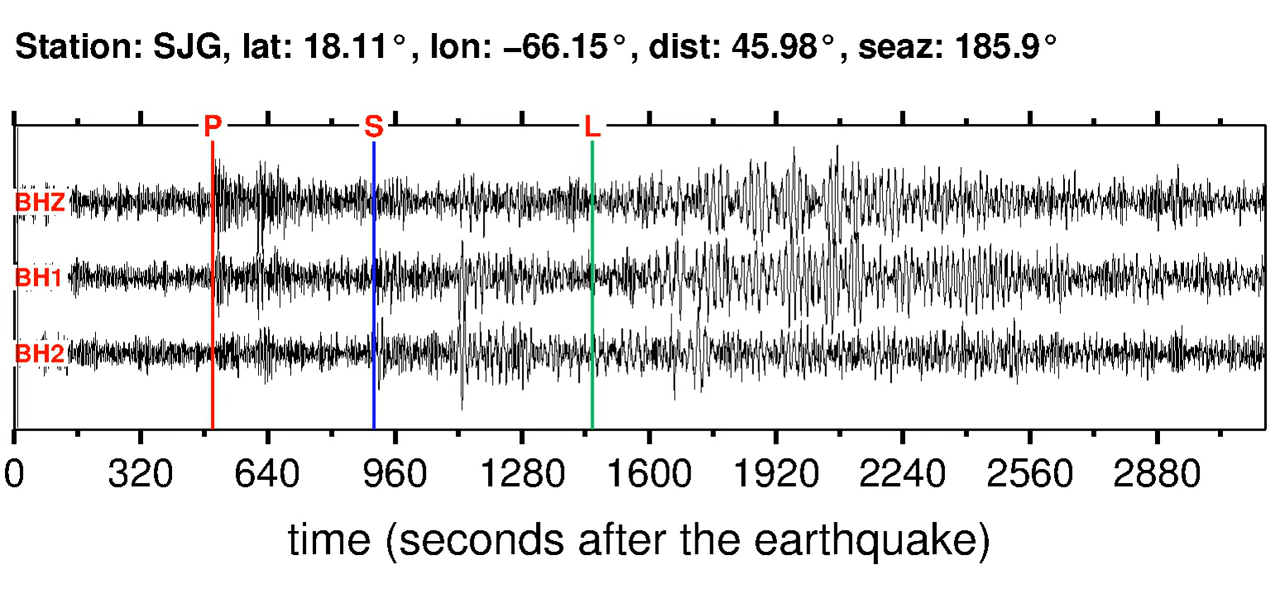 Station: SJG, lat: 18.11°, lon: −66.15°, dist: 45.98°, seaz: 185.9°
P S L
BHZ
BH1
BH2
0 320 640 960 1280 1600 1920 2240 2560 2880
time (seconds after the earthquake)